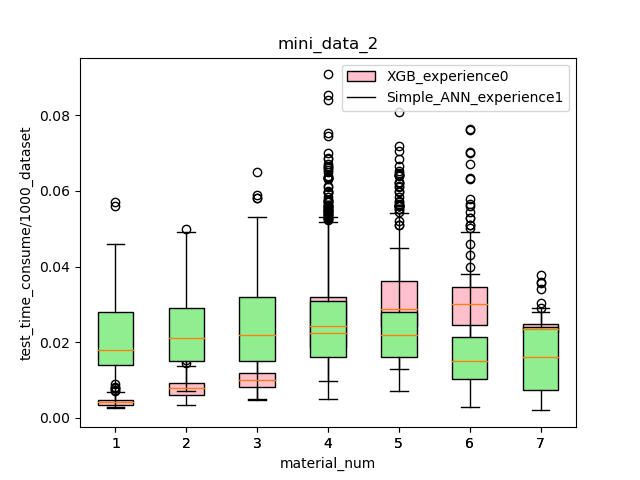 mini_data_2
XGB_experience0
Simple_ANN_experience1
test_time_consume/1000_dataset
0.08
0.06
0.04
0.02
0.00
1 2 3 4 5 6 7
material_num